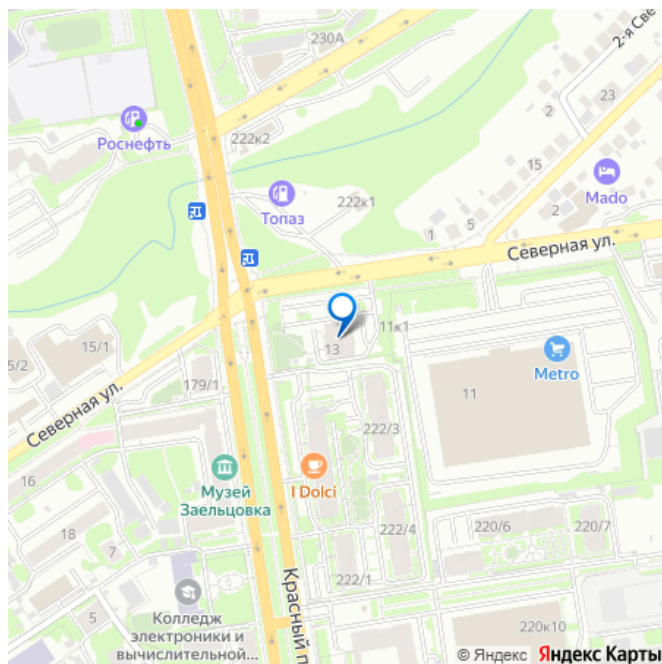 230А
2-я Све
23
2
222к2
Роснефть
15
Топаз
222к1
Mado
2
5
1
Северная ул.
11к1
13
15/1
5/2
Metro
11
179/1
Северная ул.
222/3
16
I Dolci
Музей
Заельцовка
18
7
222/4
220/6
220/7
222/1
Красный п
5
Колледж
электроники и
вычислительной...
220к10
© Яндекс Яндекс Карты